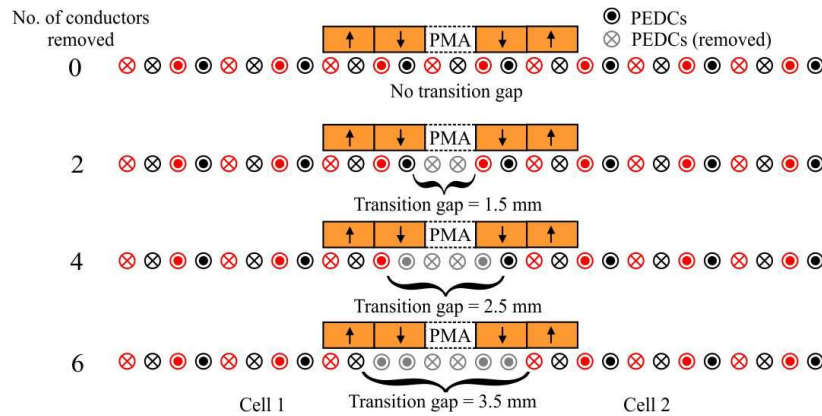 No. of conductors
removed
PEDCs
PEDCs (removed)
PMA
0
No transition gap
PMA
2
Transition gap = 1.5 mm
PMA
4
Transition gap = 2.5 mm
PMA
6
Cell 1
Transition gap = 3.5 mm
Cell 2